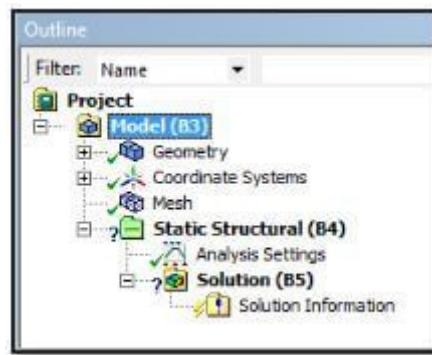 Outline
Filter: Name
Project
Model (B3)
Geometry
Coordinate Systems
Mesh
Static Structural (B4)
Analysis Settings
Solution (B5)
Solution Information